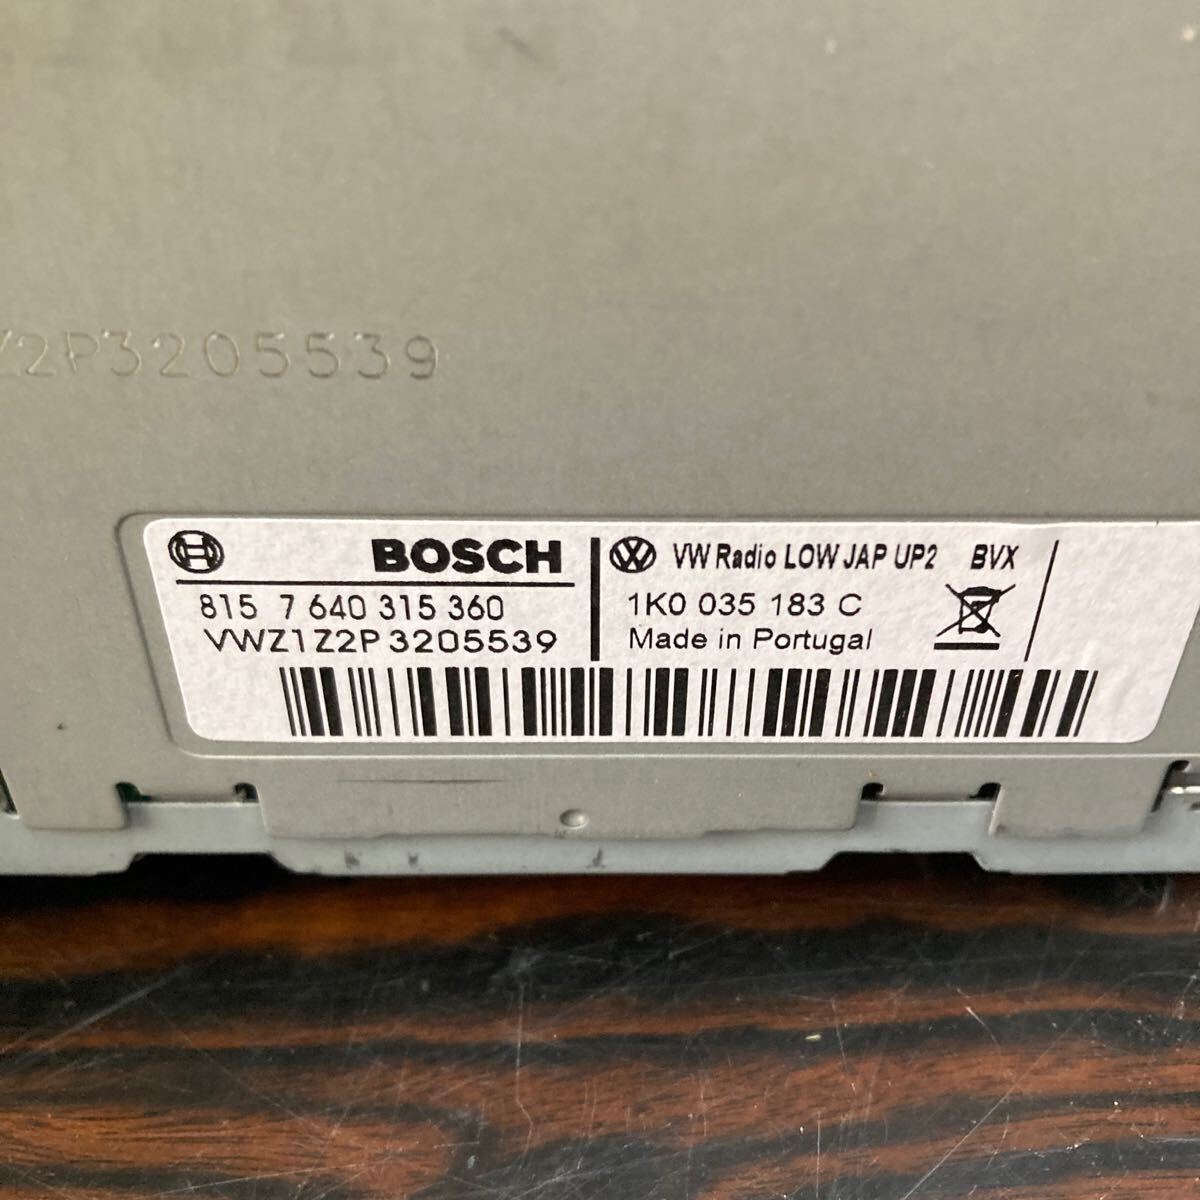 Z2P3205539
BOSCH
815 7 640 315 360
VWZ1Z2P3205539
VW Radio LOW JAP UP2 BVX
1K0 035 183 C
Made in Portugal